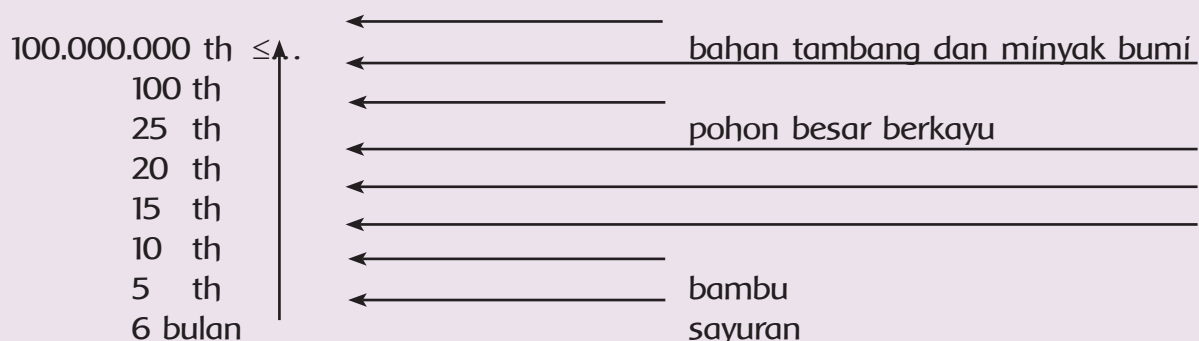 100.000.000 th ≤... bahan tambang dan minyak bumi
100 th
25 th pohon besar berkayu
20 th
15 th
10 th
5 th bambu
6 bulan sayuran